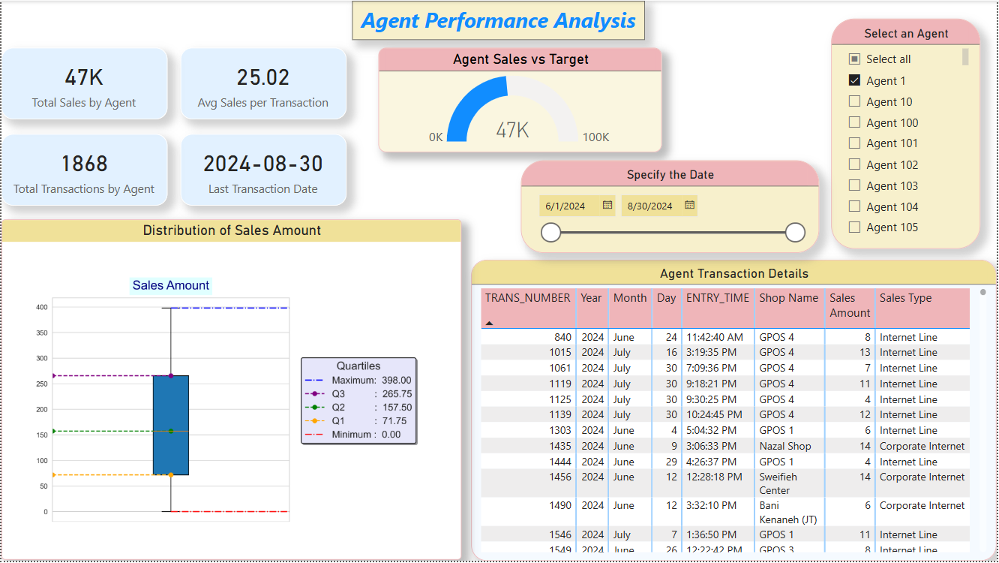 Agent Performance Analysis
47K
Total Sales by Agent
25.02
Avg Sales per Transaction
1868
Total Transactions by Agent
2024-08-30
Last Transaction Date
Agent Sales vs Target
47K
0K
100K
Specify the Date
6/1/2024
8/30/2024
Select an Agent
Select all
Agent 1
Agent 10
Agent 100
Agent 101
Agent 102
Agent 103
Agent 104
Agent 105
Distribution of Sales Amount
Sales Amount
400
350
300
250
200
150
100
50
0
Quartiles
Maximum: 398.00
Q3 : 265.75
Q2 : 157.50
Q1 : 71.75
Minimum : 0.00
Agent Transaction Details
TRANS_NUMBER Year Month Day ENTRY_TIME Shop Name Sales Sales Type
Amount
840 2024 June 24 11:42:40 AM GPOS 4 8 Internet Line
1015 2024 July 16 3:19:35 PM GPOS 4 13 Internet Line
1061 2024 July 30 7:09:36 PM GPOS 4 7 Internet Line
1119 2024 July 30 9:18:21 PM GPOS 4 11 Internet Line
1125 2024 July 30 9:30:25 PM GPOS 4 4 Internet Line
1139 2024 July 30 10:24:45 PM GPOS 4 12 Internet Line
1303 2024 June 4 5:04:32 PM GPOS 1 6 Internet Line
1435 2024 June 9 3:06:33 PM Nazal Shop 14 Corporate Internet
1444 2024 June 29 4:26:37 PM GPOS 1 4 Internet Line
1456 2024 June 12 12:28:18 PM Sweifieh 14 Corporate Internet
Center
1490 2024 June 12 3:32:10 PM Bani 6 Corporate Internet
Kenaneh (JT)
1546 2024 July 7 1:36:50 PM GPOS 1 11 Internet Line
1549 2024 June 26 12:22:42 PM GPOS 3 8 Internet Line